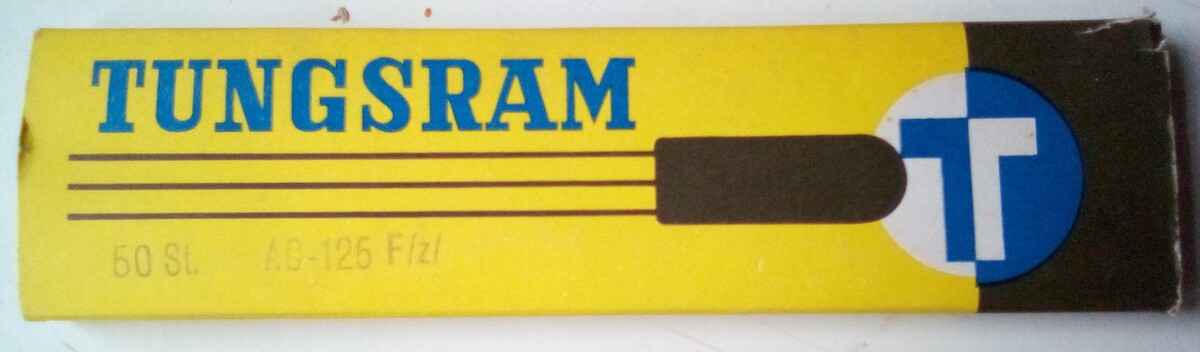 TUNGSRAM
T
50 St. AC-125 F/z/